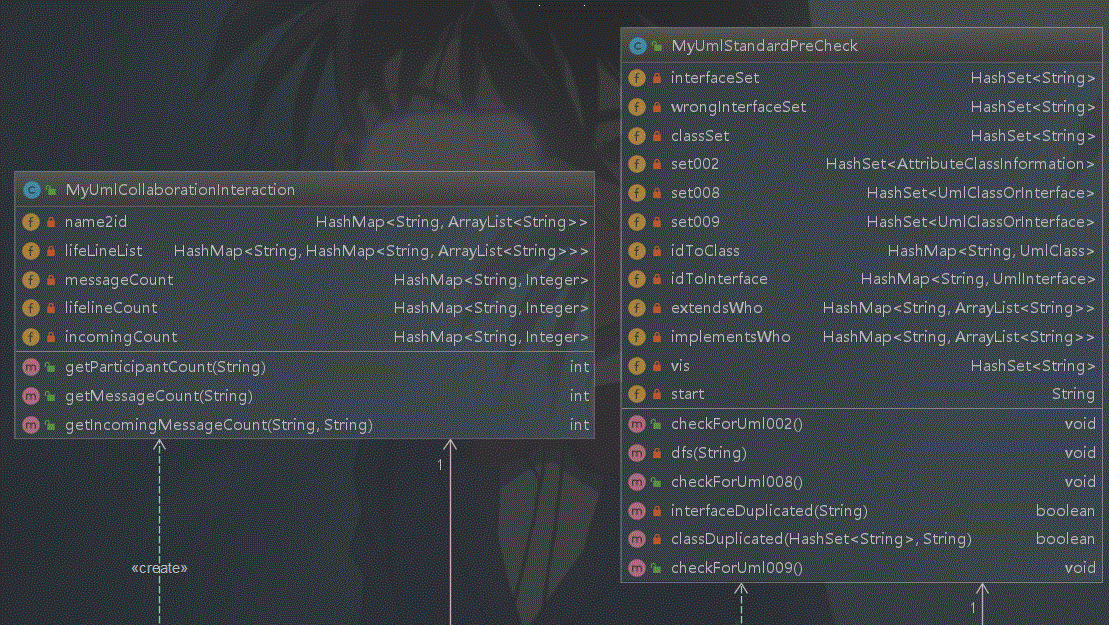 MyUmlCollaborationInteraction
name2id HashMap<String, ArrayList<String>>
lifeLineList HashMap<String, HashMap<String, ArrayList<String>>>
messageCount HashMap<String, Integer>
lifelineCount HashMap<String, Integer>
incomingCount HashMap<String, Integer>
getParticipantCount(String) int
getMessageCount(String) int
getIncomingMessageCount(String, String) int
1
«create»
MyUmlStandardPreCheck
interfaceSet HashSet<String>
wrongInterfaceSet HashSet<String>
classSet HashSet<String>
set002 HashSet<AttributeClassInformation>
set008 HashSet<UmlClassOrInterface>
set009 HashSet<UmlClassOrInterface>
idToClass HashMap<String, UmlClass>
idToInterface HashMap<String, UmlInterface>
extendsWho HashMap<String, ArrayList<String>>
implementsWho HashMap<String, ArrayList<String>>
vis HashSet<String>
start String
checkForUml002() void
dfs(String) void
checkForUml008() void
interfaceDuplicated(String) boolean
classDuplicated(HashSet<String>, String) boolean
checkForUml009() void
1